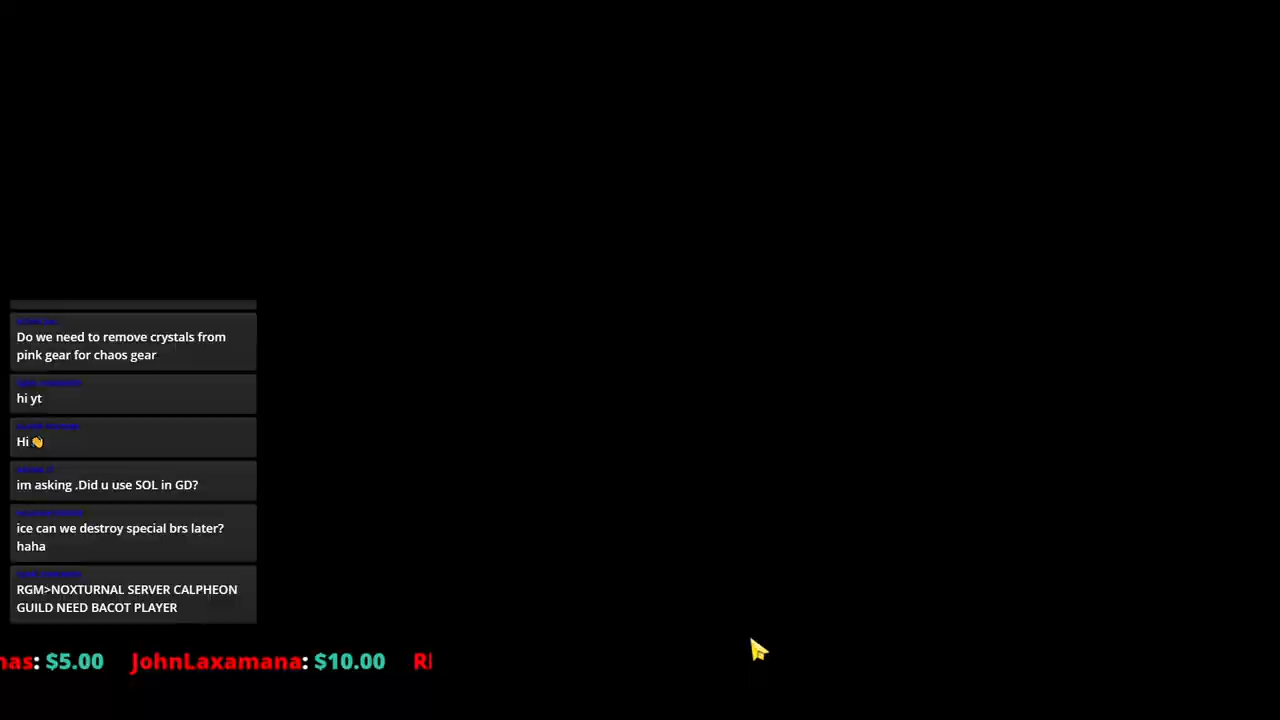 Do we need to remove crystals from
pink gear for chaos gear
hi yt
Hi👏
im asking .Did u use SOL in GD?
ice can we destroy special brs later?
haha
RGM>NOXTURNAL SERVER CALPHEON
GUILD NEED BACOT PLAYER
nas: $5.00 JohnLaxamana: $10.00